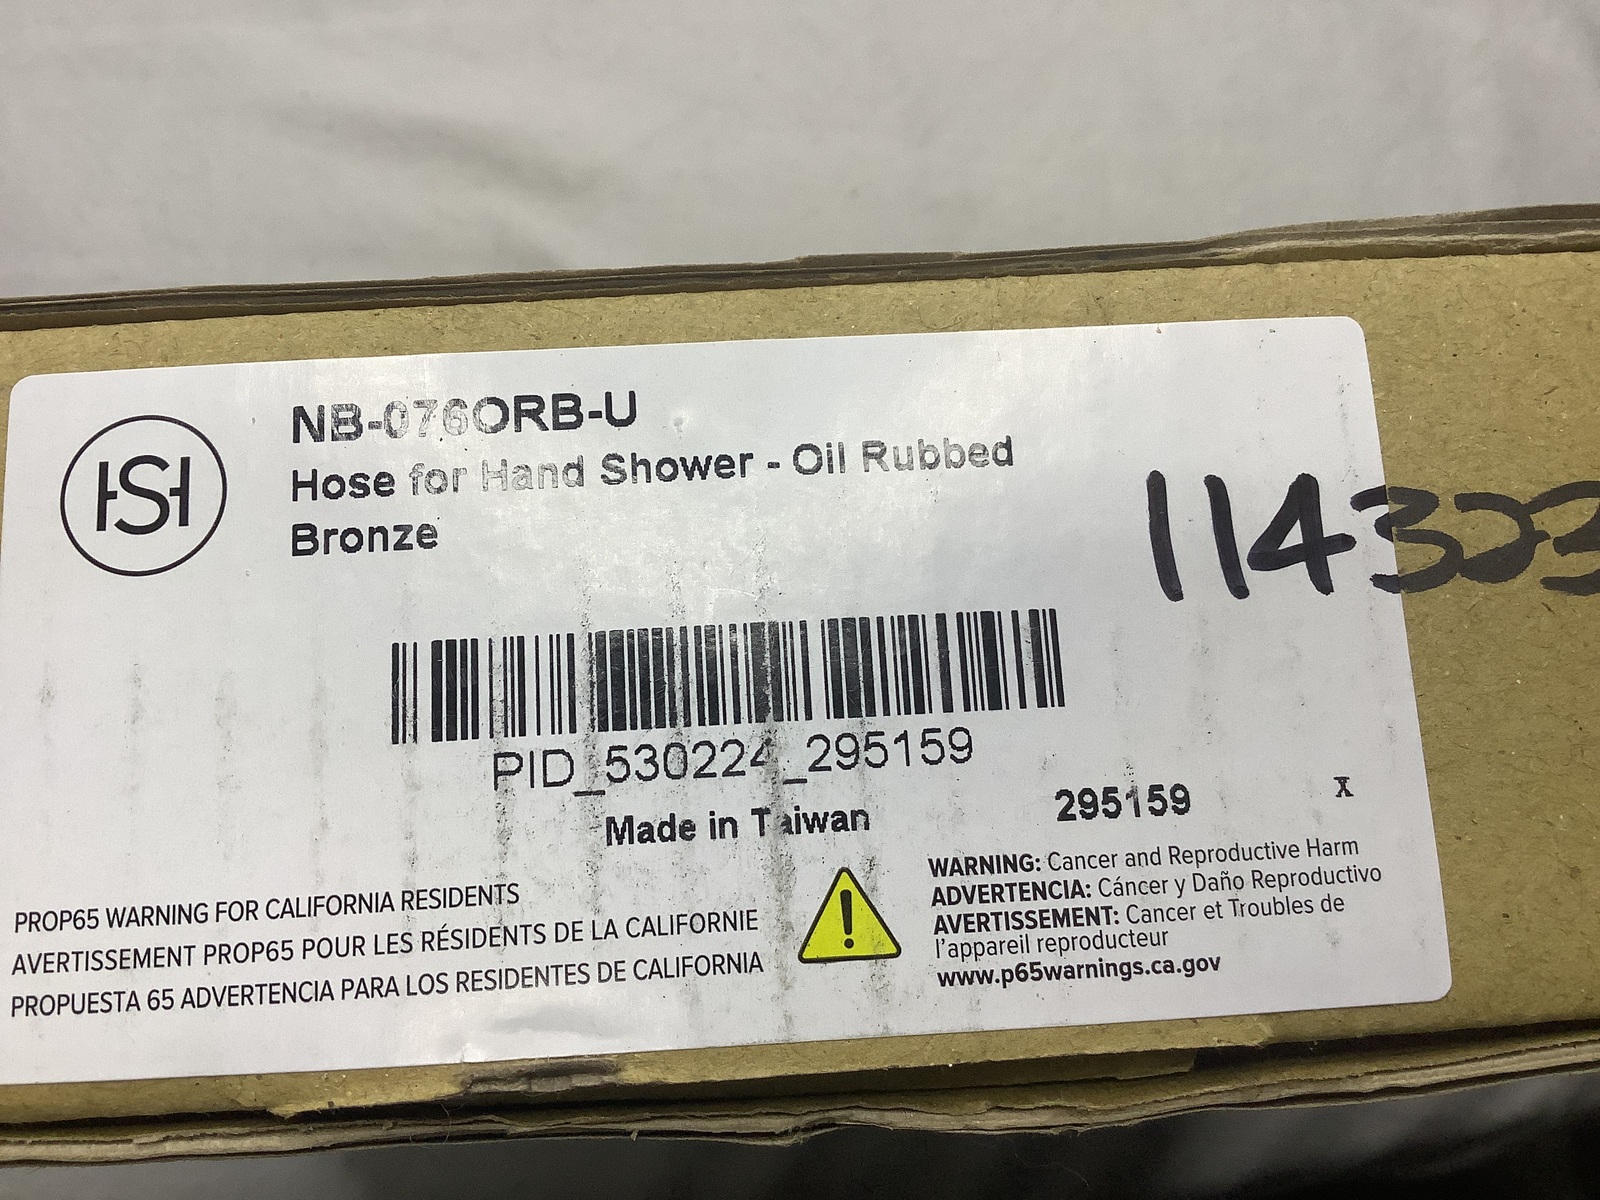 HSH
NB-076ORB-U
Hose for Hand Shower - Oil Rubbed
Bronze
114323
PID_530224_295159
Made in Taiwan
295159
X
PROP65 WARNING FOR CALIFORNIA RESIDENTS
AVERTISSEMENT PROP65 POUR LES RÉSIDENTS DE LA CALIFORNIE
PROPUESTA 65 ADVERTENCIA PARA LOS RESIDENTES DE CALIFORNIA
WARNING: Cancer and Reproductive Harm
ADVERTENCIA: Cáncer y Daño Reproductivo
AVERTISSEMENT: Cancer et Troubles de
l'appareil reproducteur
www.p65warnings.ca.gov